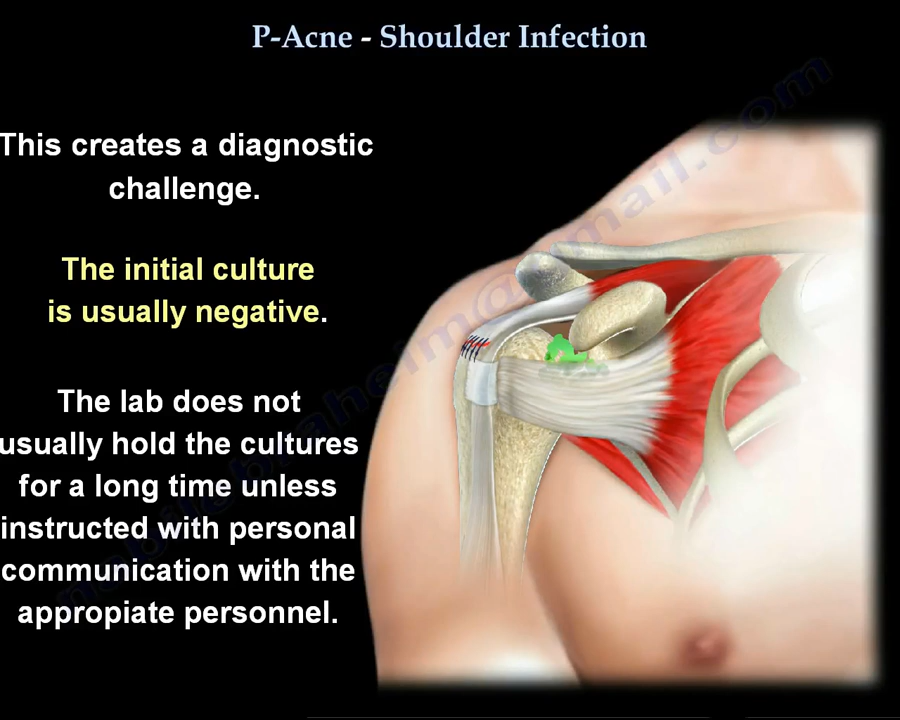 P-Acne - Shoulder Infection
This creates a diagnostic
challenge.
The initial culture
is usually negative.
The lab does not
usually hold the cultures
for a long time unless
instructed with personal
communication with the
appropiate personnel.